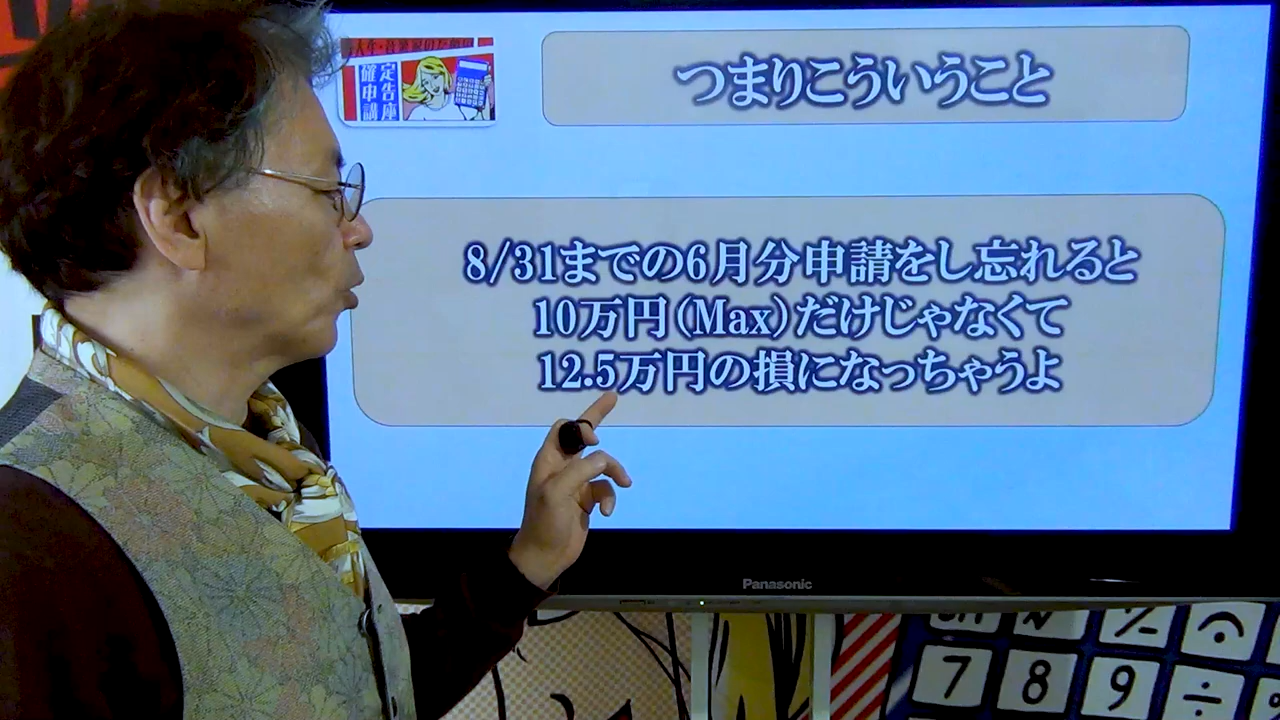 つまりこういうこと
確定
申告
講座
8/31までの6月分申請をし忘れると
10万円(Max)だけじゃなくて
12.5万円の損になっちゃうよ
Panasonic
7 8 9 ÷